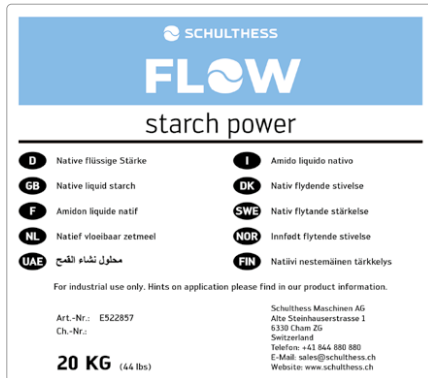 SCHULTHESS
FLOW
starch power
D Native flüssige Stärke
GB Native liquid starch
F Amidon liquide natif
NL Natief vloeibaar zetmeel
UAE محلول نشاء القمح
I Amido liquido nativo
DK Nativ flydende stivelse
SWE Nativ flytande stärkelse
NOR Innfødt flytende stivelse
FIN Natiivi nestemäinen tärkkelys
For industrial use only. Hints on application please find in our product information.
Art.-Nr.: E522857
Ch.-Nr.:
20 KG (44 lbs)
Schulthess Maschinen AG
Alte Steinhauserstrasse 1
6330 Cham ZG
Switzerland
Telefon: +41 844 880 880
E-Mail: sales@schulthess.ch
Website: www.schulthess.ch